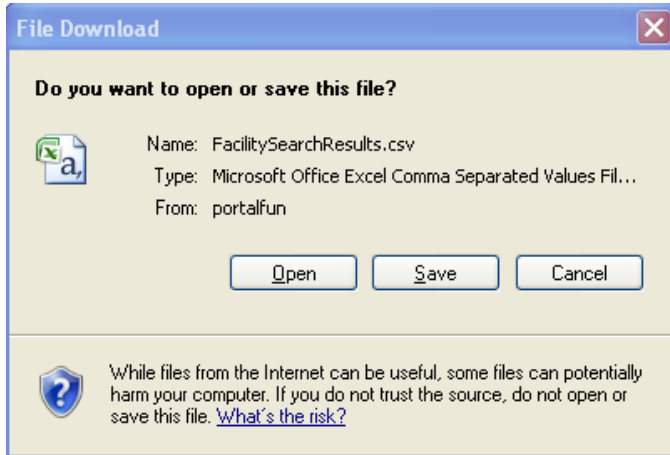 File Download
Do you want to open or save this file?
Name: FacilitySearchResults.csv
Type: Microsoft Office Excel Comma Separated Values Fil...
From: portalfun
Open Save Cancel
While files from the Internet can be useful, some files can potentially
harm your computer. If you do not trust the source, do not open or
save this file. What's the risk?